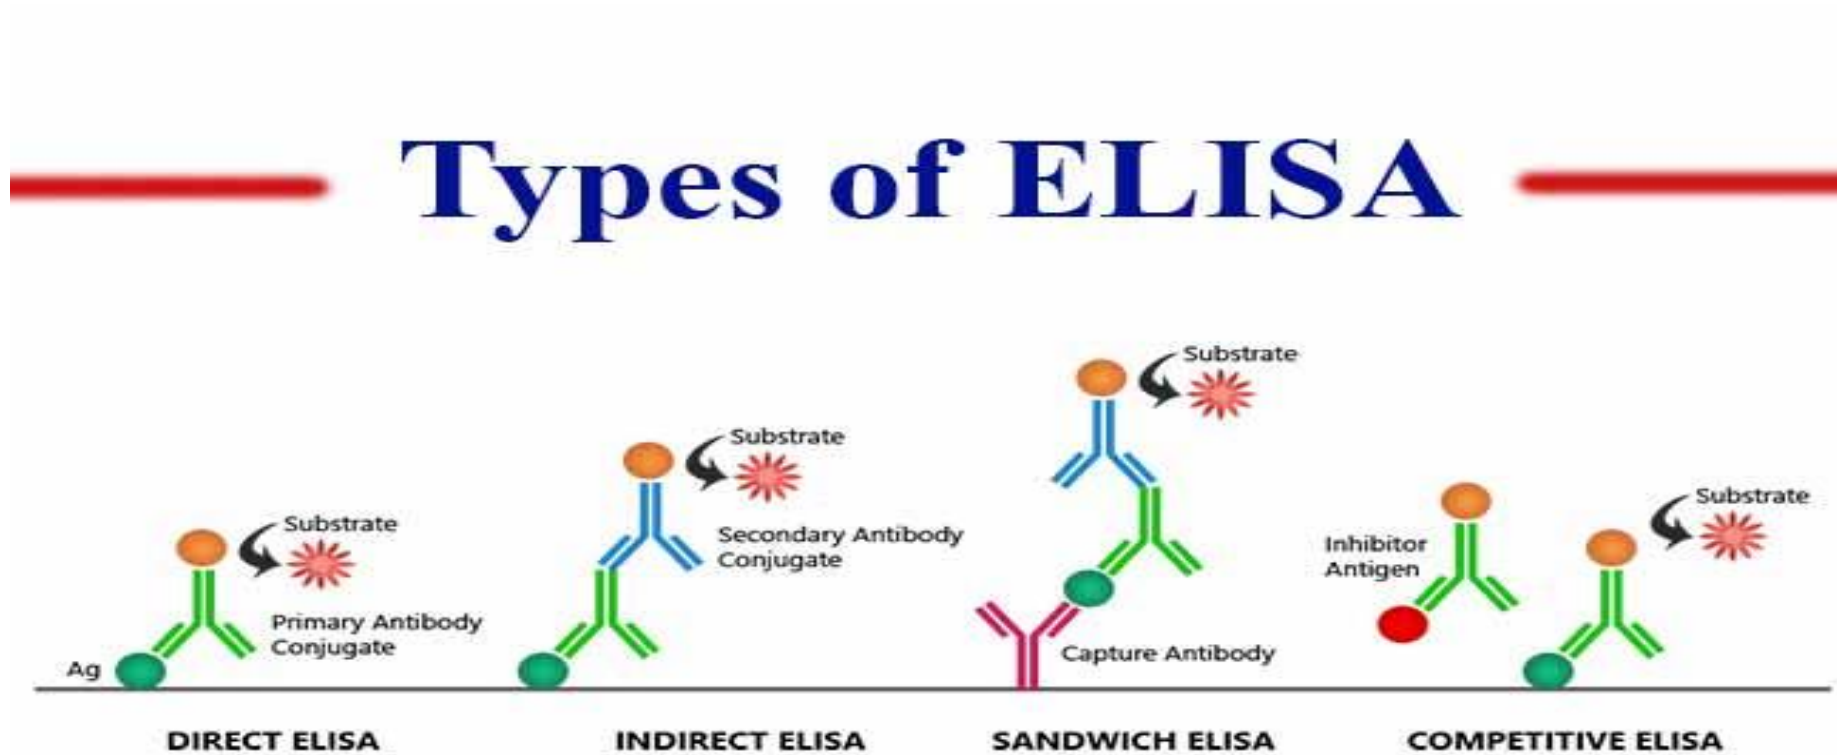 Types of ELISA
Ag
Substrate
Primary Antibody
Conjugate
DIRECT ELISA
Substrate
Secondary Antibody
Conjugate
INDIRECT ELISA
Substrate
Capture Antibody
SANDWICH ELISA
Inhibitor
Antigen
Substrate
COMPETITIVE ELISA